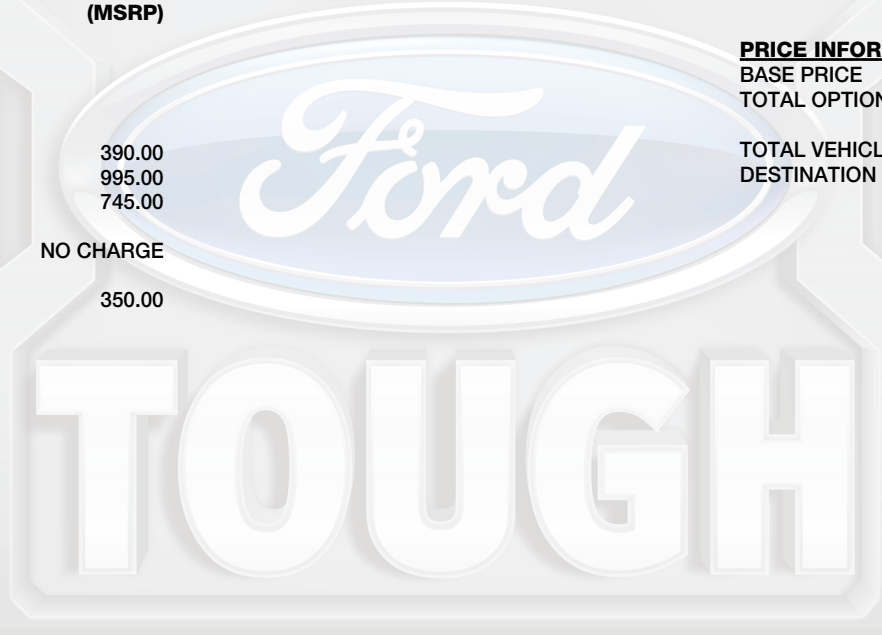 (MSRP)
390.00
995.00
745.00
NO CHARGE
350.00
PRICE INFOR
BASE PRICE
TOTAL OPTION
TOTAL VEHICL
DESTINATION
Ford
TOUGH